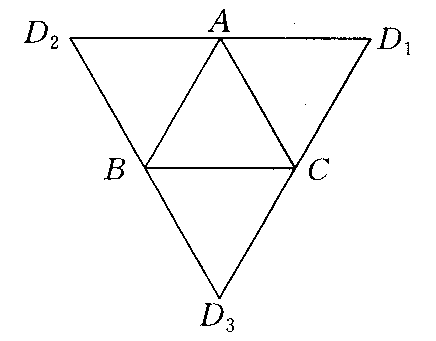 D₂ A D₁
B C
D₃